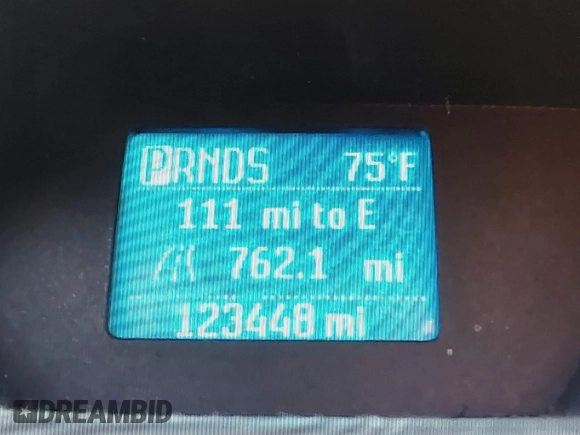 PRNDS 75°F
111 mi to E
762.1 mi
123448 mi
DREAMBID